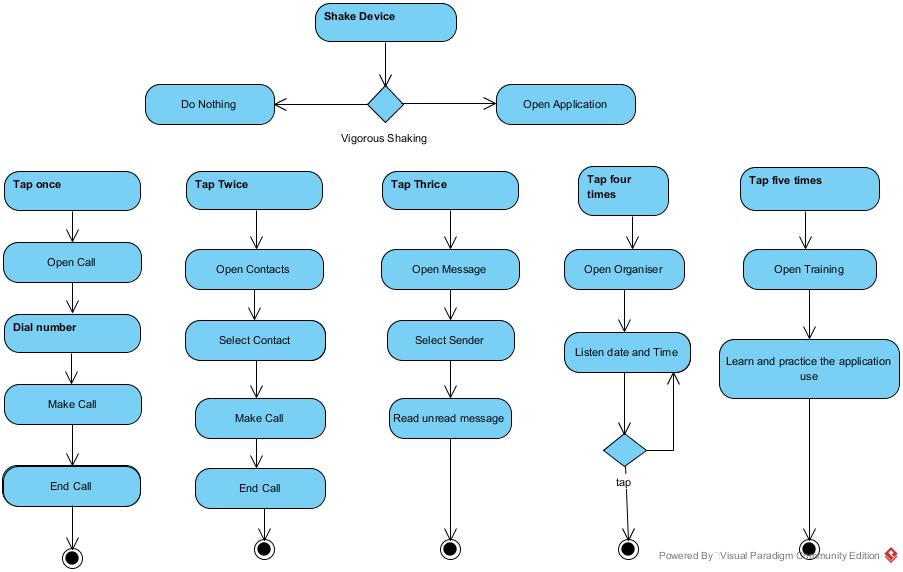 Shake Device
Do Nothing
Open Application
Vigorous Shaking
Tap once
Tap Twice
Tap Thrice
Tap four
times
Tap five times
Open Call
Open Contacts
Open Message
Open Organiser
Open Training
Dial number
Select Contact
Select Sender
Listen date and Time
Learn and practice the application
use
Make Call
Make Call
Read unread message
End Call
End Call
tap
Powered By Visual Paradigm Community Edition